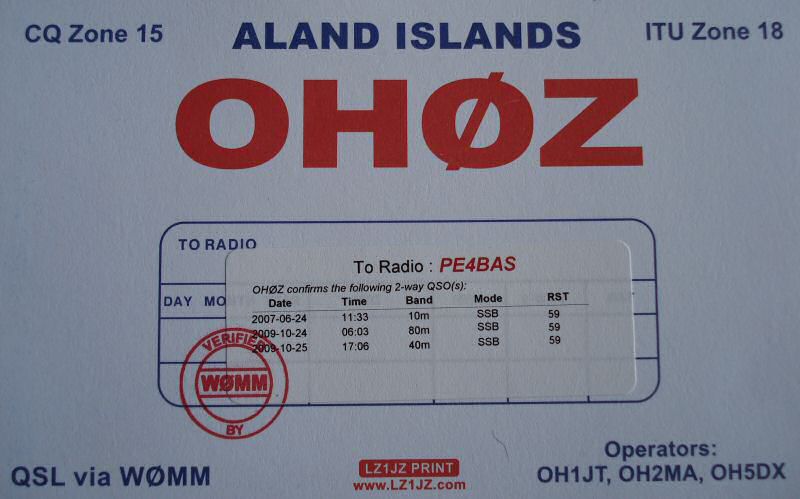 CQ Zone 15 ALAND ISLANDS ITU Zone 18
OHØZ
TO RADIO
To Radio : PE4BAS
OHØZ confirms the following 2-way QSO(s):
DAY
Date Time Band Mode RST
2007-06-24 11:33 10m SSB 59
2009-10-24 06:03 80m SSB 59
2009-10-25 17:06 40m SSB 59
VERIFIED
WØMM
BY
QSL via WØMM
LZ1JZ PRINT
www.LZ1JZ.com
Operators:
OH1JT, OH2MA, OH5DX